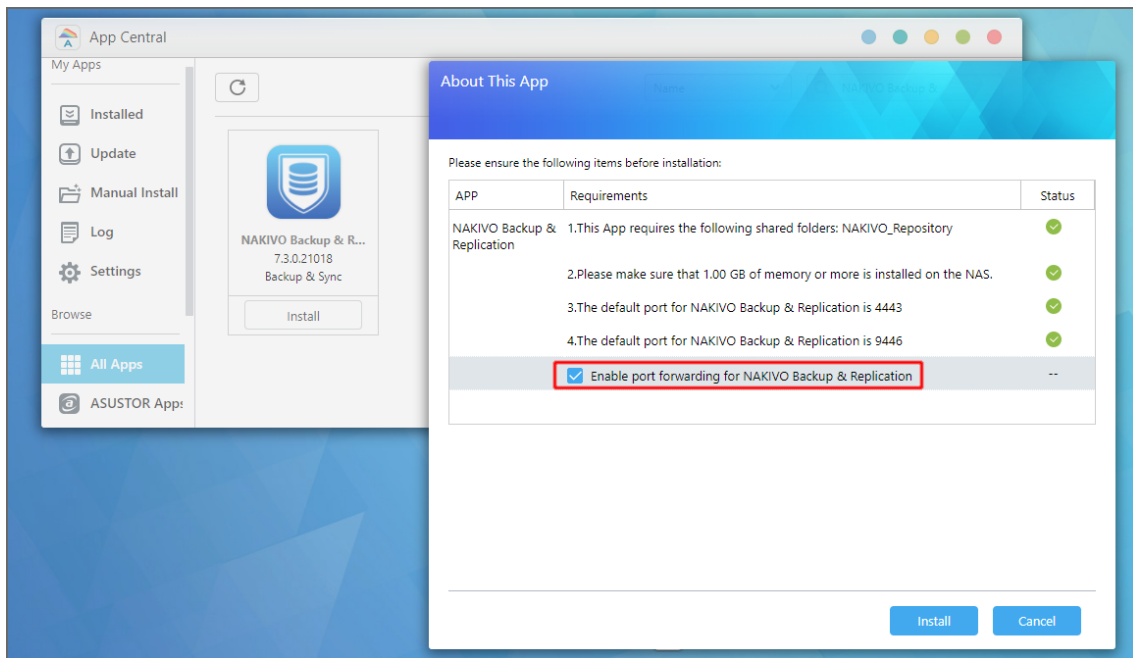 App Central
My Apps
Installed
Update
Manual Install
Log
Settings
Browse
All Apps
ASUSTOR Apps
NAKIVO Backup & R...
7.3.0.21018
Backup & Sync
Install
About This App
Name
NAKIVO Backup &
Please ensure the following items before installation:
APP Requirements Status
NAKIVO Backup & Replication
1.This App requires the following shared folders: NAKIVO_Repository
2.Please make sure that 1.00 GB of memory or more is installed on the NAS.
3.The default port for NAKIVO Backup & Replication is 4443
4.The default port for NAKIVO Backup & Replication is 9446
Enable port forwarding for NAKIVO Backup & Replication --
Install Cancel